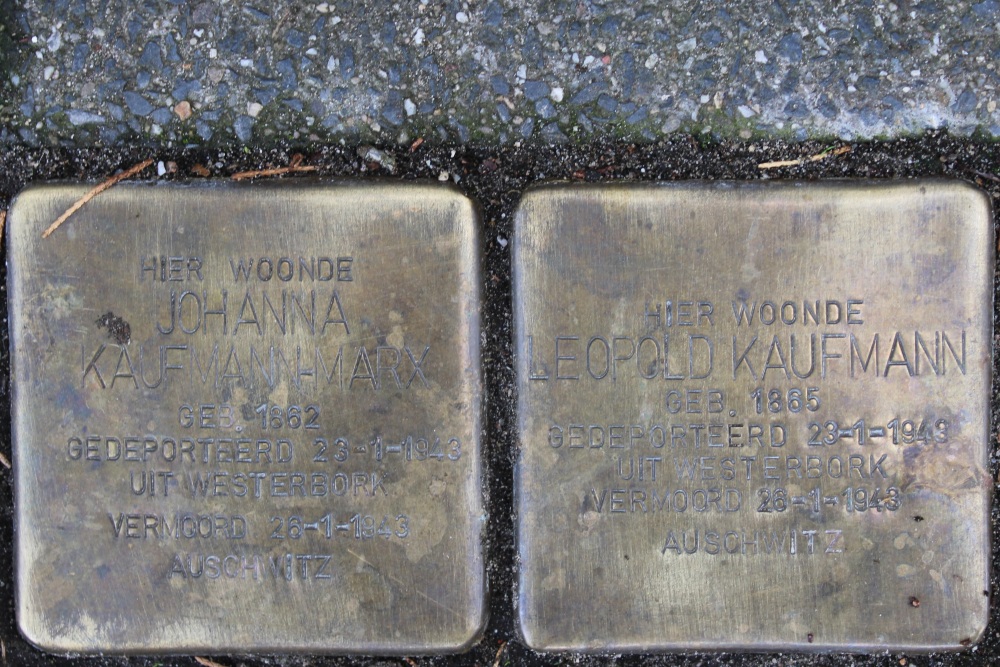 HIER WOONDE
JOHANNA
KAUFMANN-MARX
GEB. 1862
GEDEPORTEERD 23-1-1943
UIT WESTERBORK
VERMOORD 26-1-1943
AUSCHWITZ
HIER WOONDE
LEOPOLD KAUFMANN
GEB. 1865
GEDEPORTEERD 23-1-1943
UIT WESTERBORK
VERMOORD 26-1-1943
AUSCHWITZ